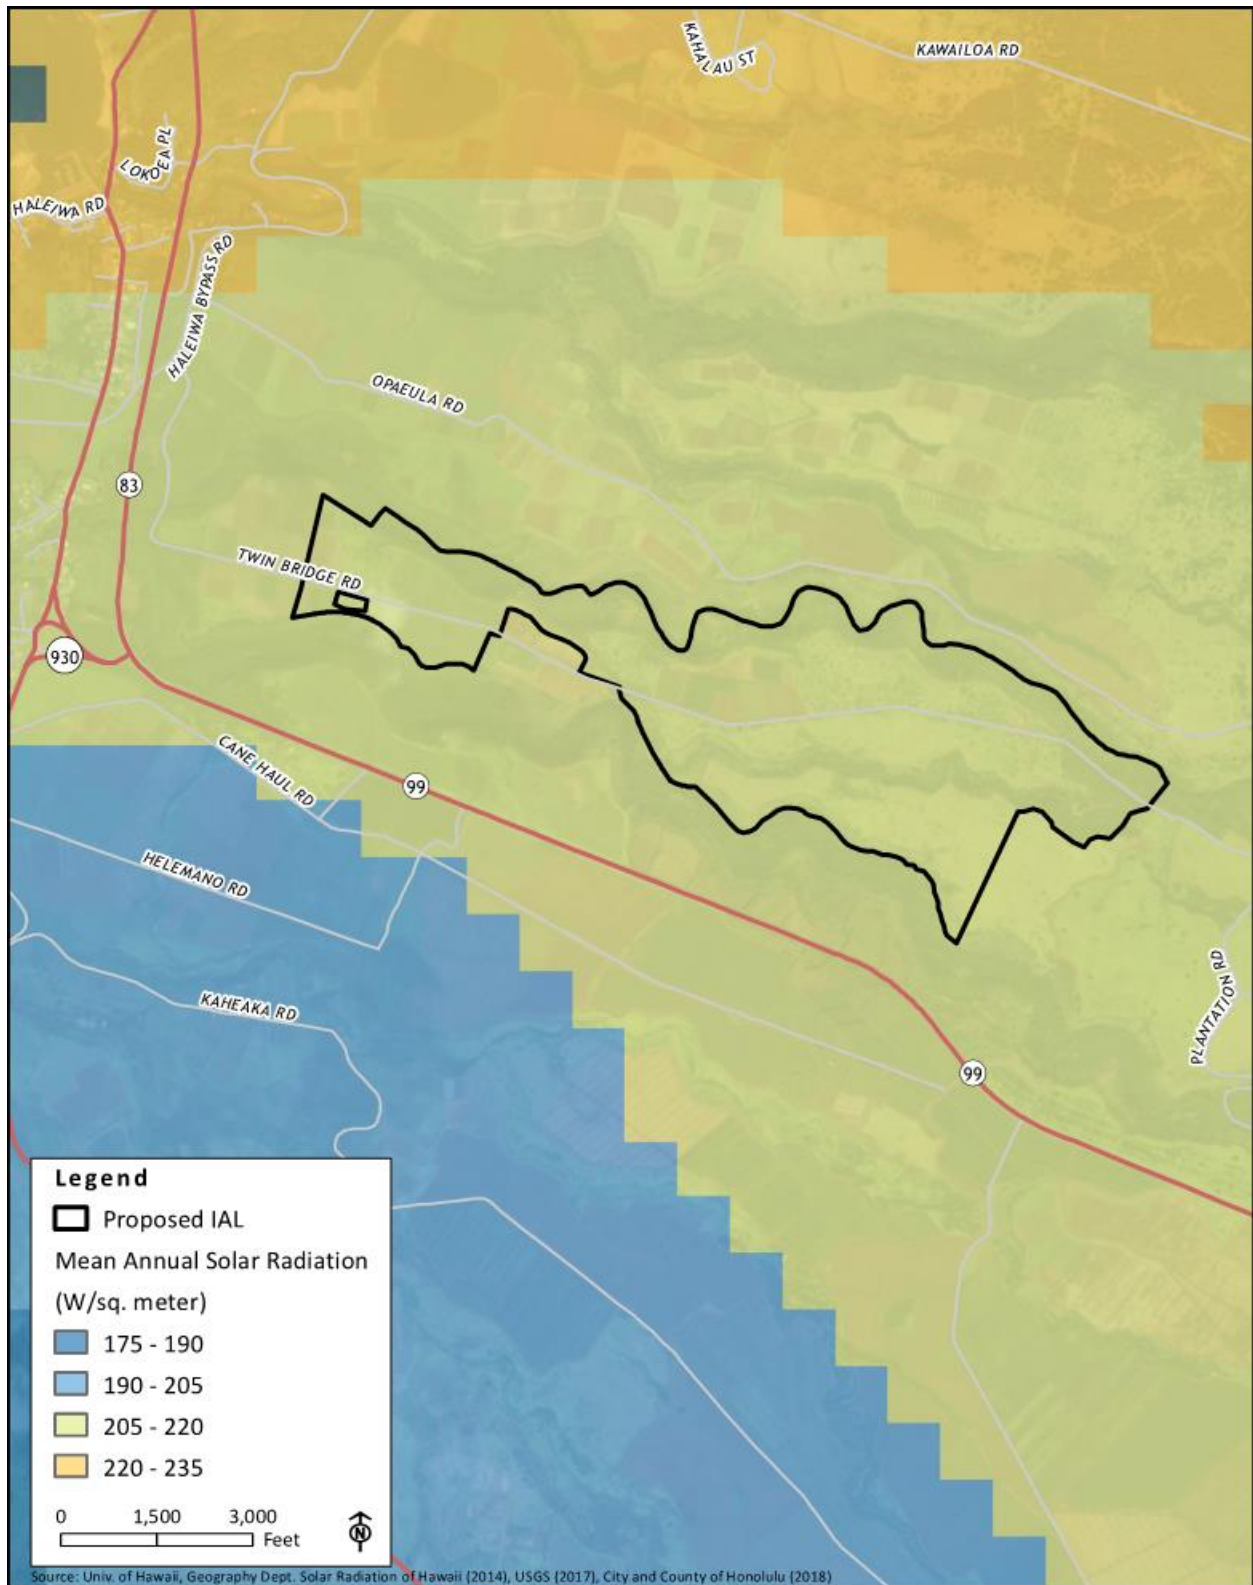 KAHALAU ST
KAWAILOA RD
LOKOEA PL
HALEIWA RD
HALEIWA BYPASS RD
OPAEULA RD
83
TWIN BRIDGE RD
930
CANE HAUL RD
99
HELEMANO RD
PLANTATION RD
KAHEAKA RD
99
Legend
Proposed IAL
Mean Annual Solar Radiation
(W/sq. meter)
175 - 190
190 - 205
205 - 220
220 - 235
0 1,500 3,000
Feet
N
Source: Univ. of Hawaii, Geography Dept. Solar Radiation of Hawaii (2014), USGS (2017), City and County of Honolulu (2018)